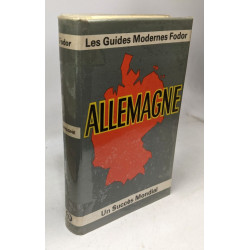 Les Guides Modernes Fodor
ALLEMAGNE
Un Succès Mondial